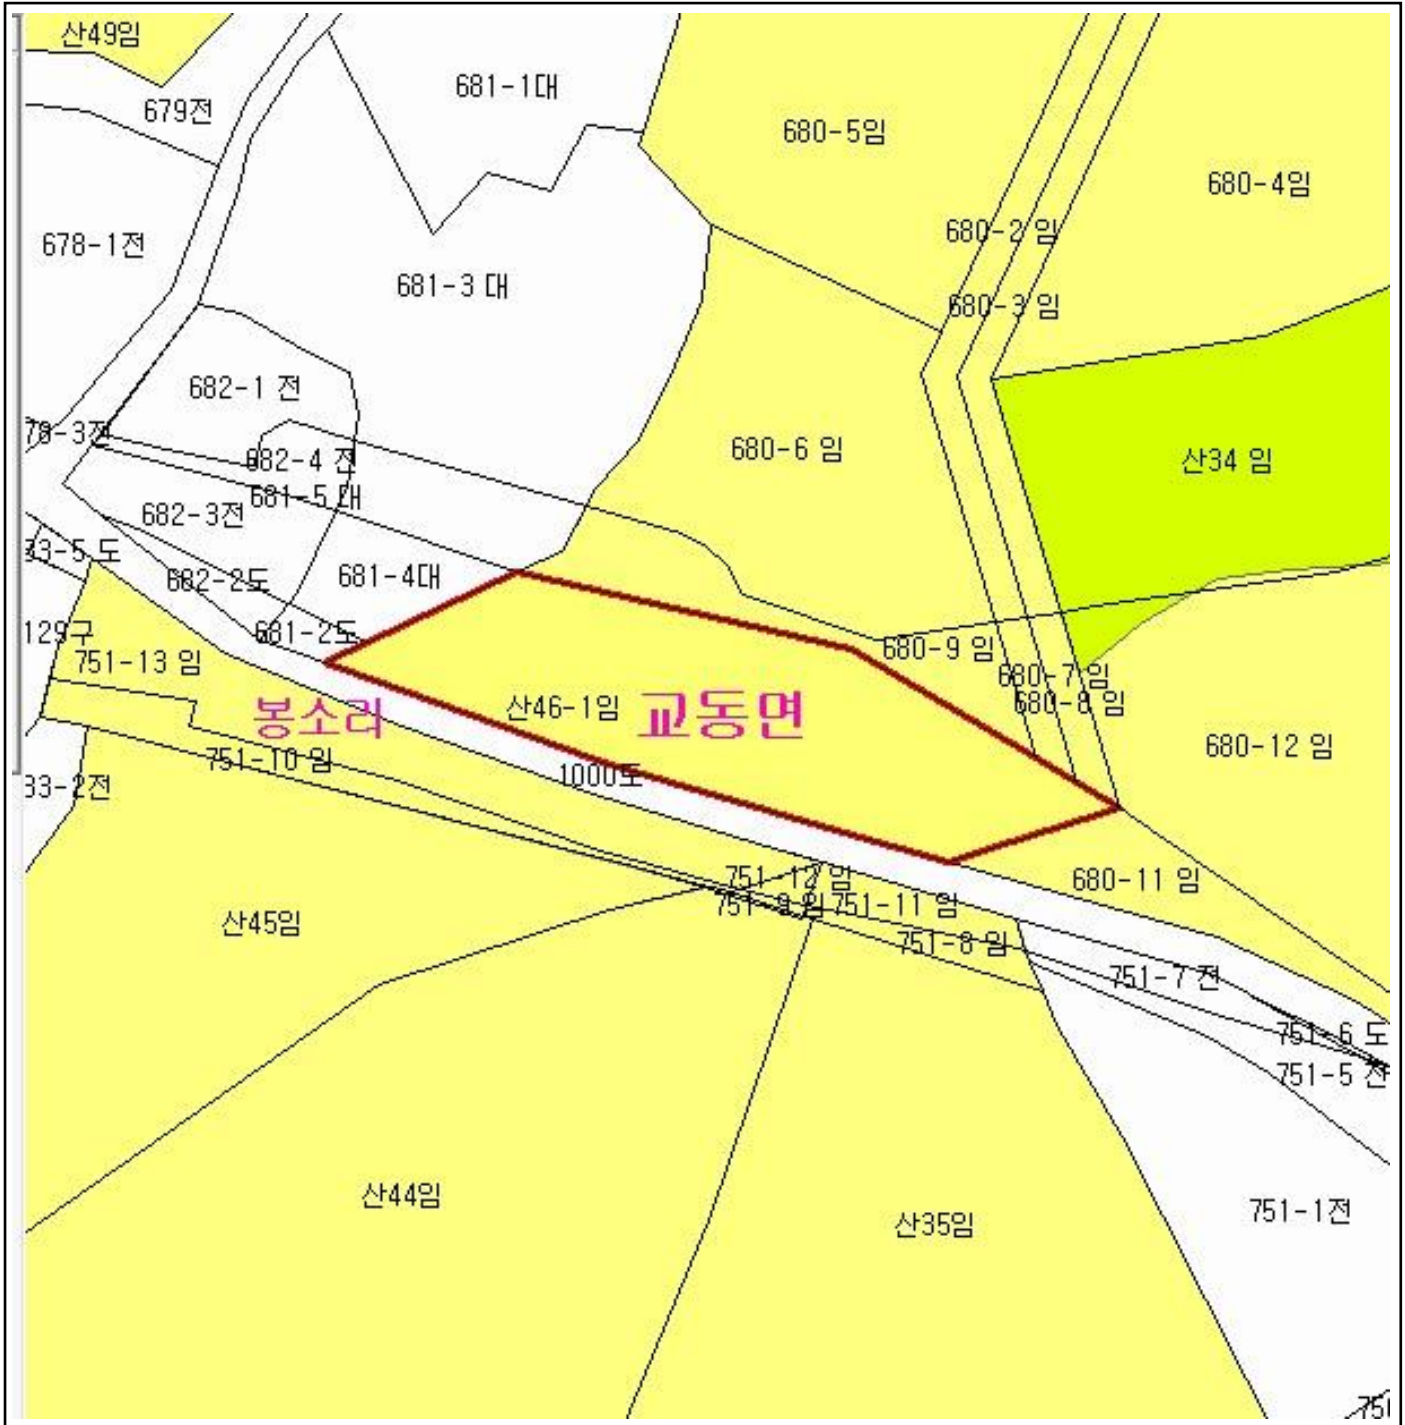 산49임
681-1대
679전
680-5임
680-4임
680-2 임
678-1전
681-3 대
680-3 임
682-1 전
78-3전
680-6 임
682-4 전
산34 임
681-5 대
682-3전
33-5 도
682-2도
681-4대
129구
681-2도
680-9 임
751-13 임
680-7 임
680-8 임
봉소리
산46-1임
교동면
680-12 임
751-10 임
1000도
33-2전
751-12 임
680-11 임
751-9 임
751-11 임
산45임
751-8 임
751-7 전
751-6 도
751-5 전
산44임
751-1전
산35임